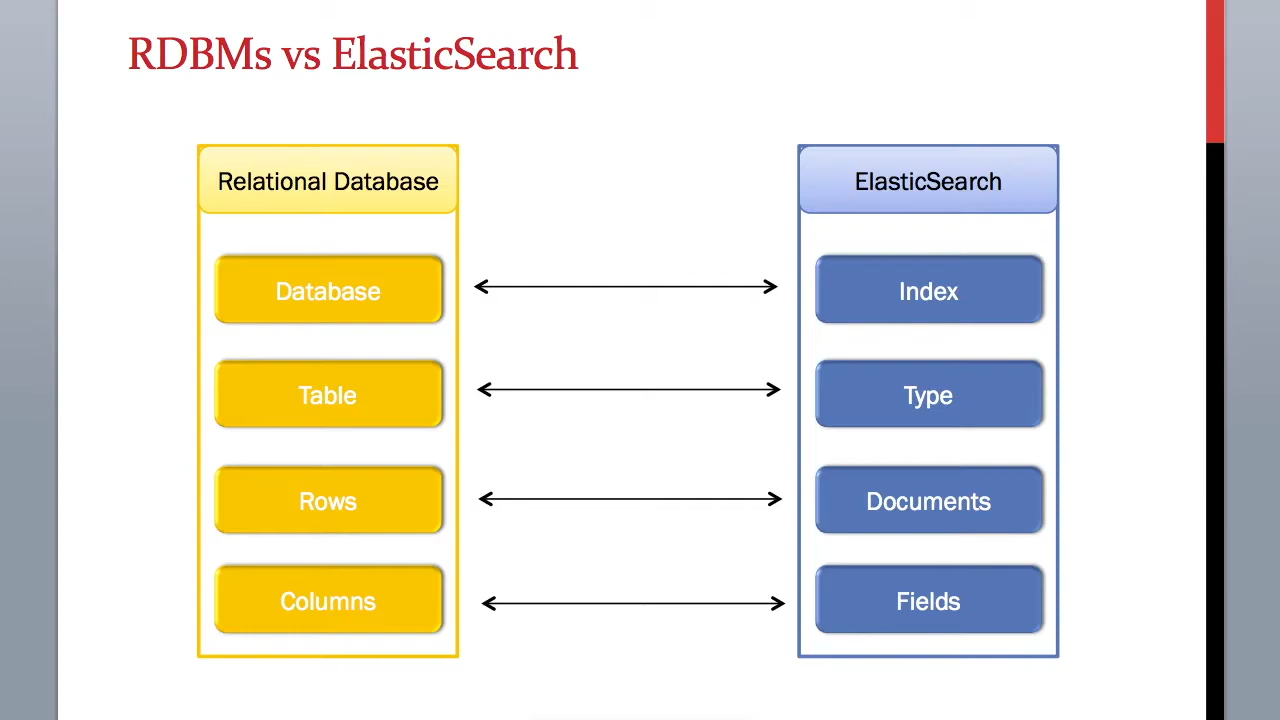 RDBMs vs ElasticSearch
Relational Database
ElasticSearch
Database
Index
Table
Type
Rows
Documents
Columns
Fields